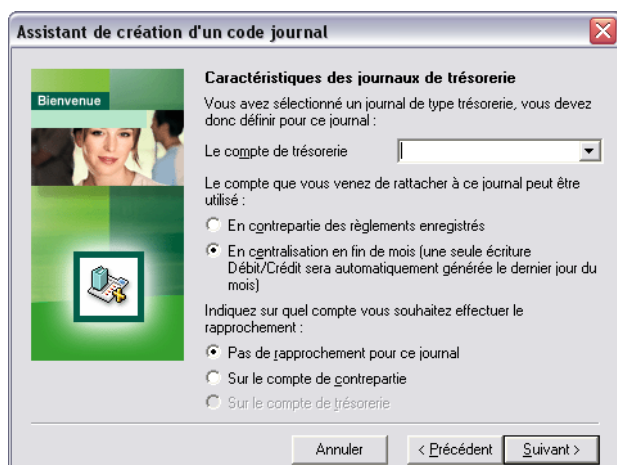 Assistant de création d'un code journal
Bienvenue
Caractéristiques des journaux de trésorerie
Vous avez sélectionné un journal de type trésorerie, vous devez
donc définir pour ce journal :
Le compte de trésorerie
Le compte que vous venez de rattacher à ce journal peut être
utilisé :
En contrepartie des règlements enregistrés
En centralisation en fin de mois (une seule écriture
Débit/Crédit sera automatiquement générée le dernier jour du
mois)
Indiquez sur quel compte vous souhaitez effectuer le
rapprochement :
Pas de rapprochement pour ce journal
Sur le compte de contrepartie
Sur le compte de trésorerie
Annuler
< Précédent
Suivant >